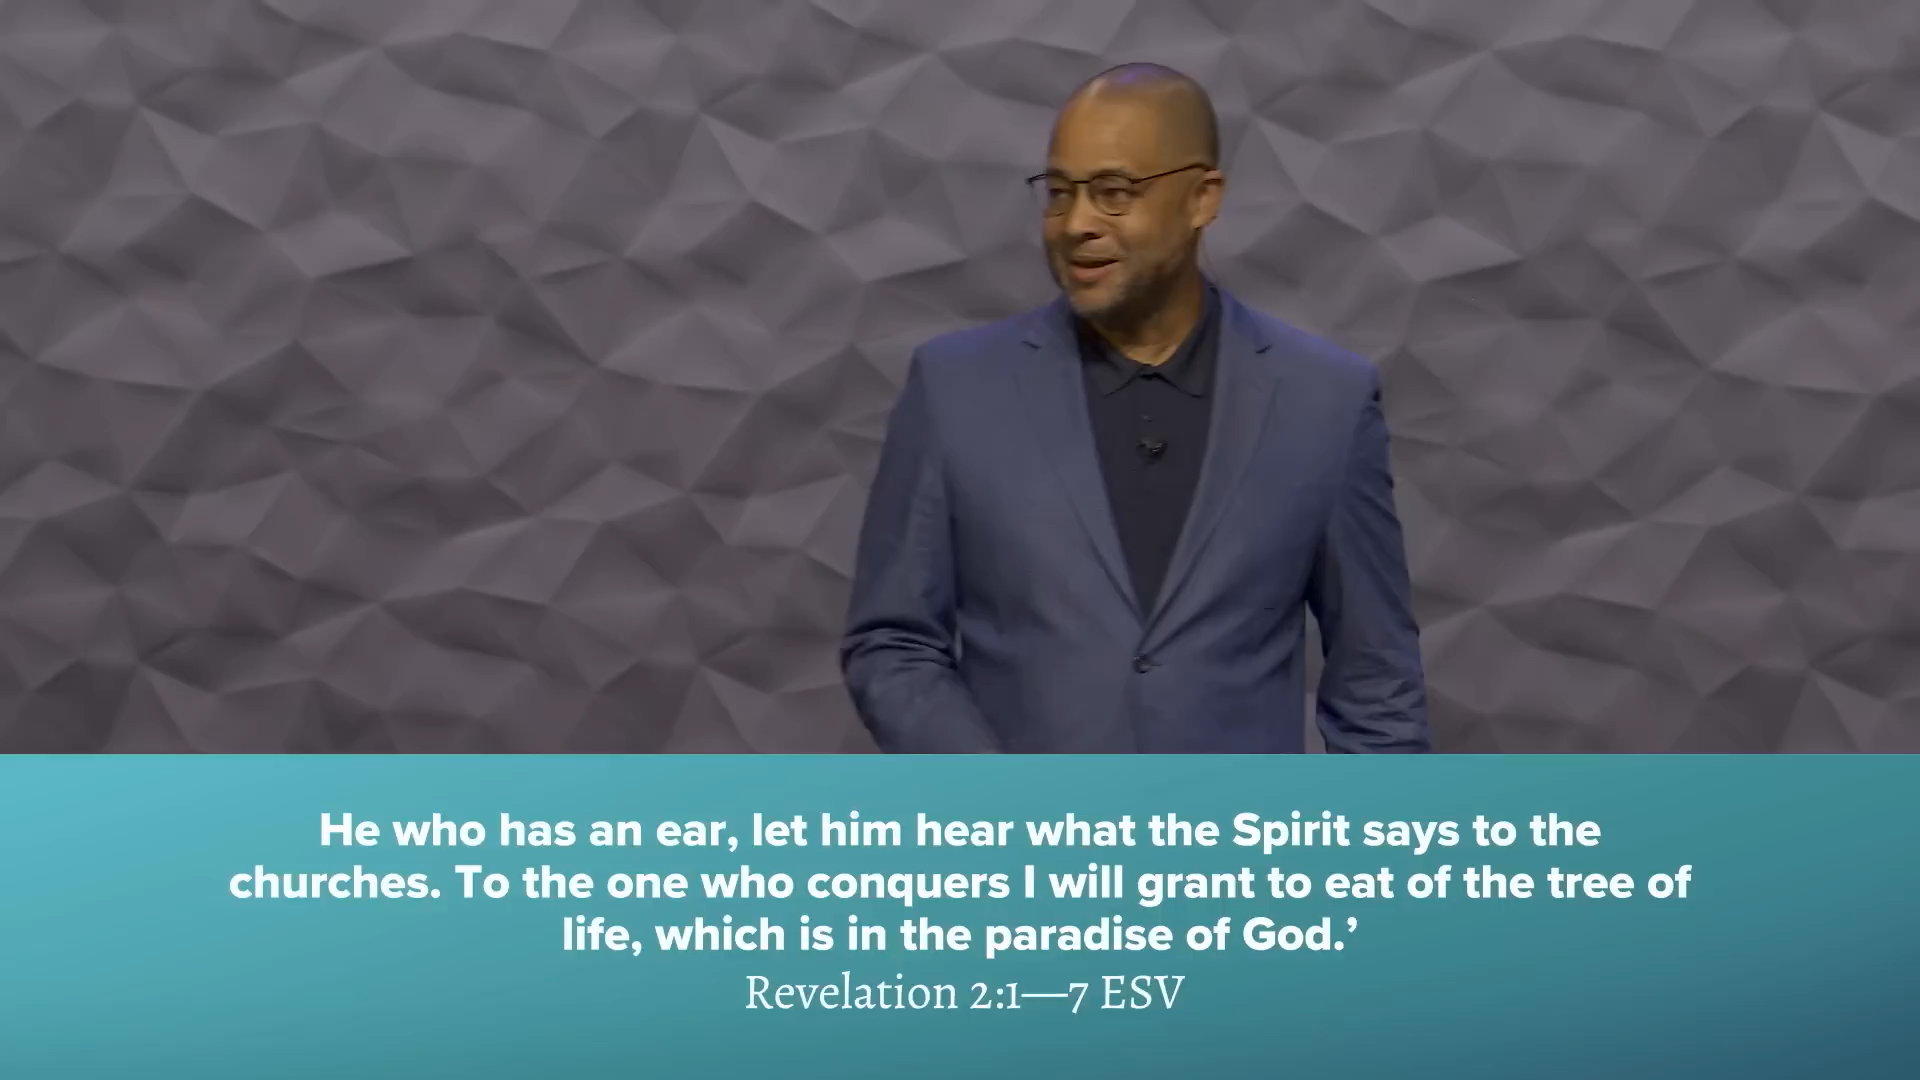 He who has an ear, let him hear what the Spirit says to the
churches. To the one who conquers I will grant to eat of the tree of
life, which is in the paradise of God.’
Revelation 2:1—7 ESV